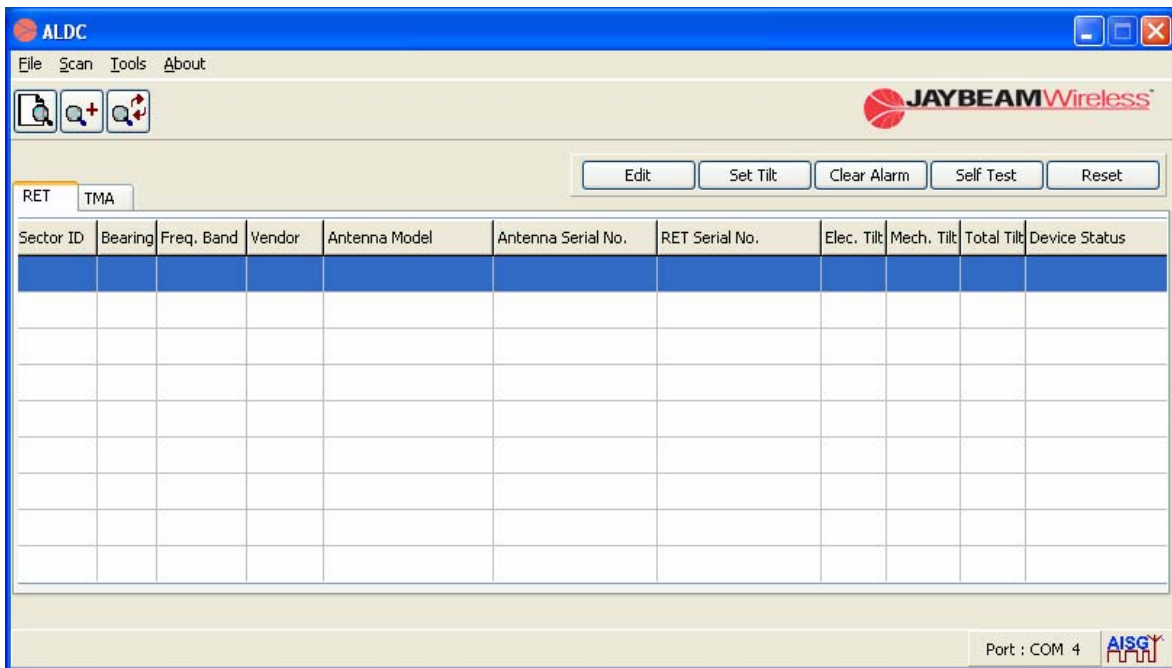 ALDC
File Scan Tools About
JAYBEAMWireless
Edit Set Tilt Clear Alarm Self Test Reset
RET TMA
Sector ID Bearing Freq. Band Vendor Antenna Model Antenna Serial No. RET Serial No. Elec. Tilt Mech. Tilt Total Tilt Device Status
Port : COM 4 AISG